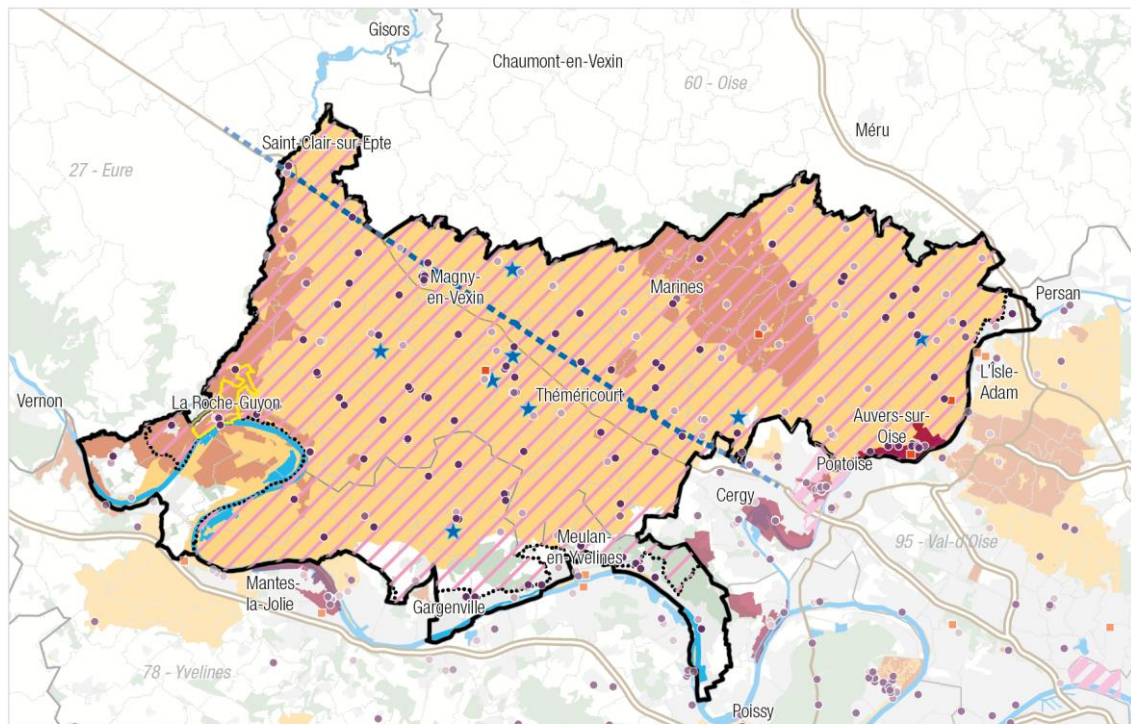 Gisors
Chaumont-en-Vexin
60 - Oise
Méru
Saint-Clair-sur-Epte
27 - Eure
Magny-
en-Vexin
Marines
Persan
L'Isle-
Adam
Vernon
La Roche-Guyon
Théméricourt
Auvers-sur-
Oise
Pontoise
Cergy
Meulan-
en-Yvelines
95 - Val-d'Oise
Mantes-
la-Jolie
Gargenville
78 - Yvelines
Poissy